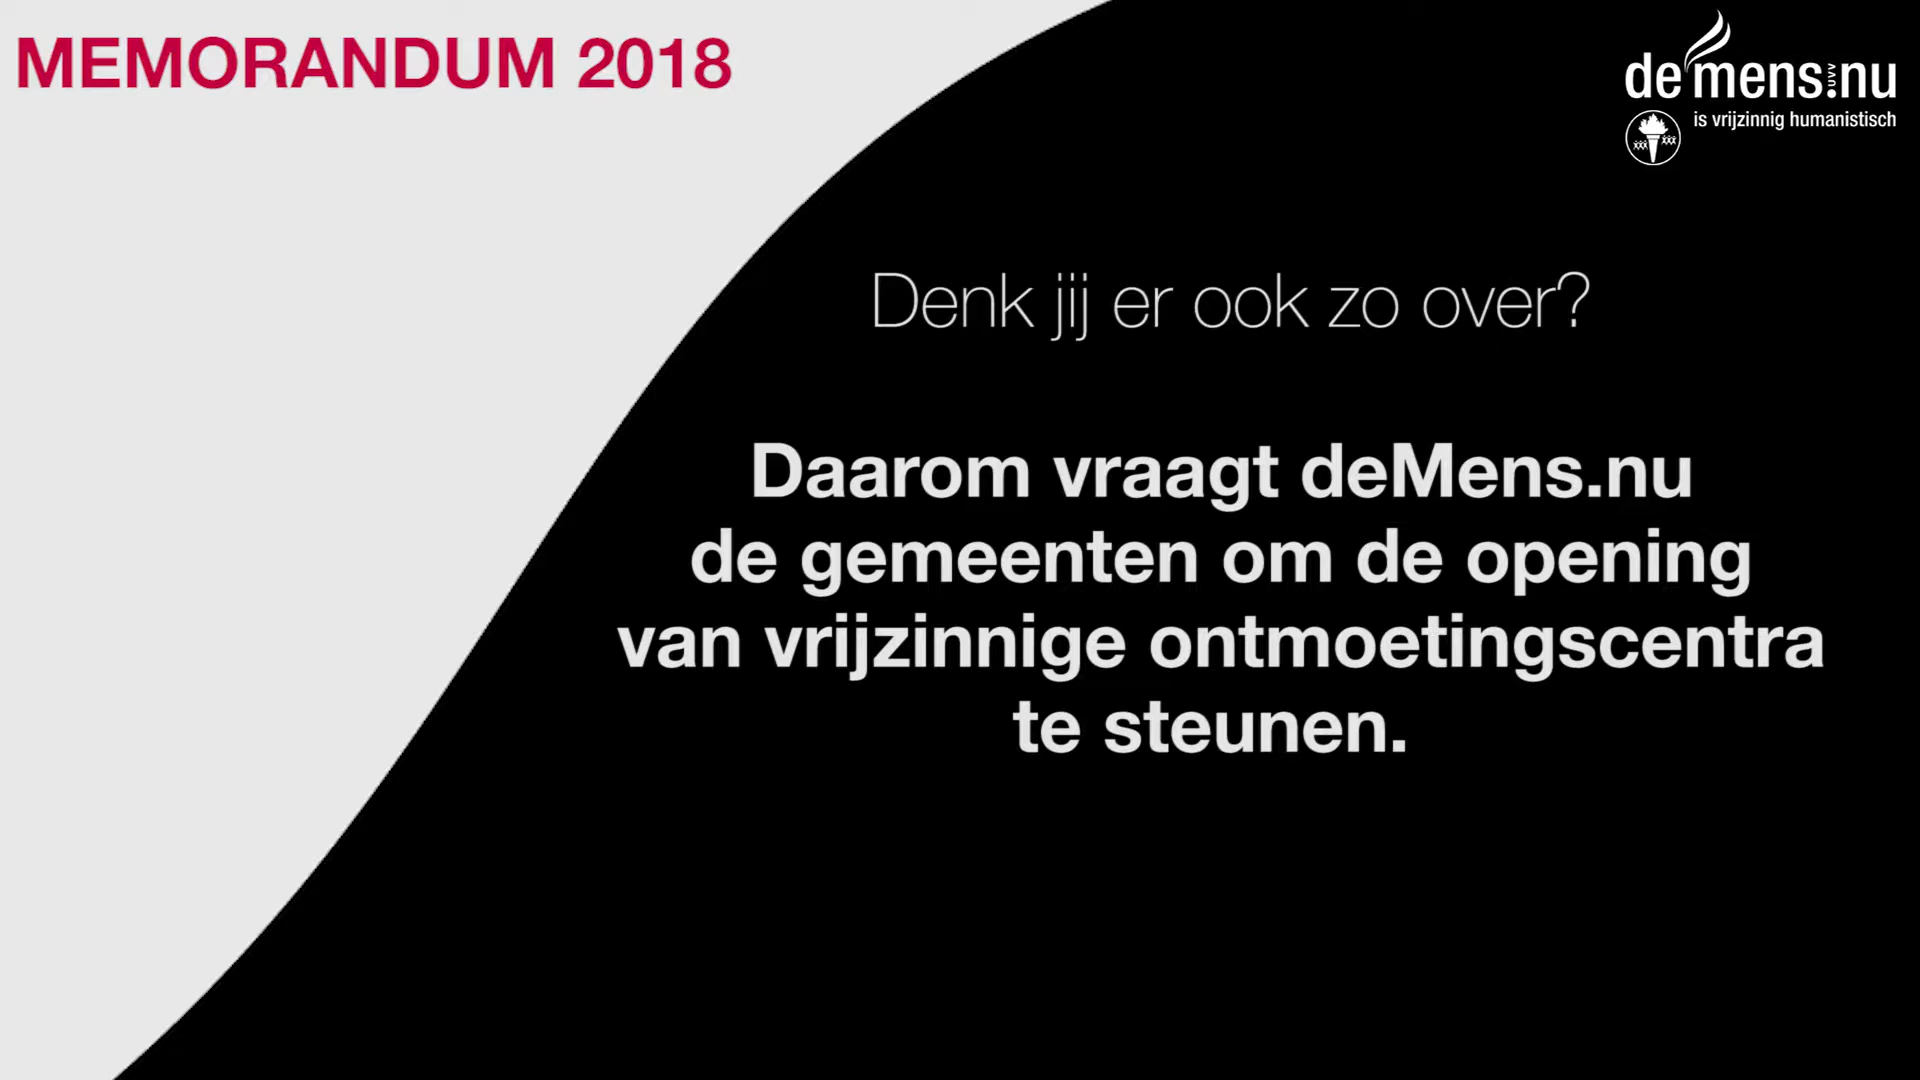 MEMORANDUM 2018
demens.nu
uvv
is vrijzinnig humanistisch
Denk jij er ook zo over?
Daarom vraagt deMens.nu
de gemeenten om de opening
van vrijzinnige ontmoetingscentra
te steunen.